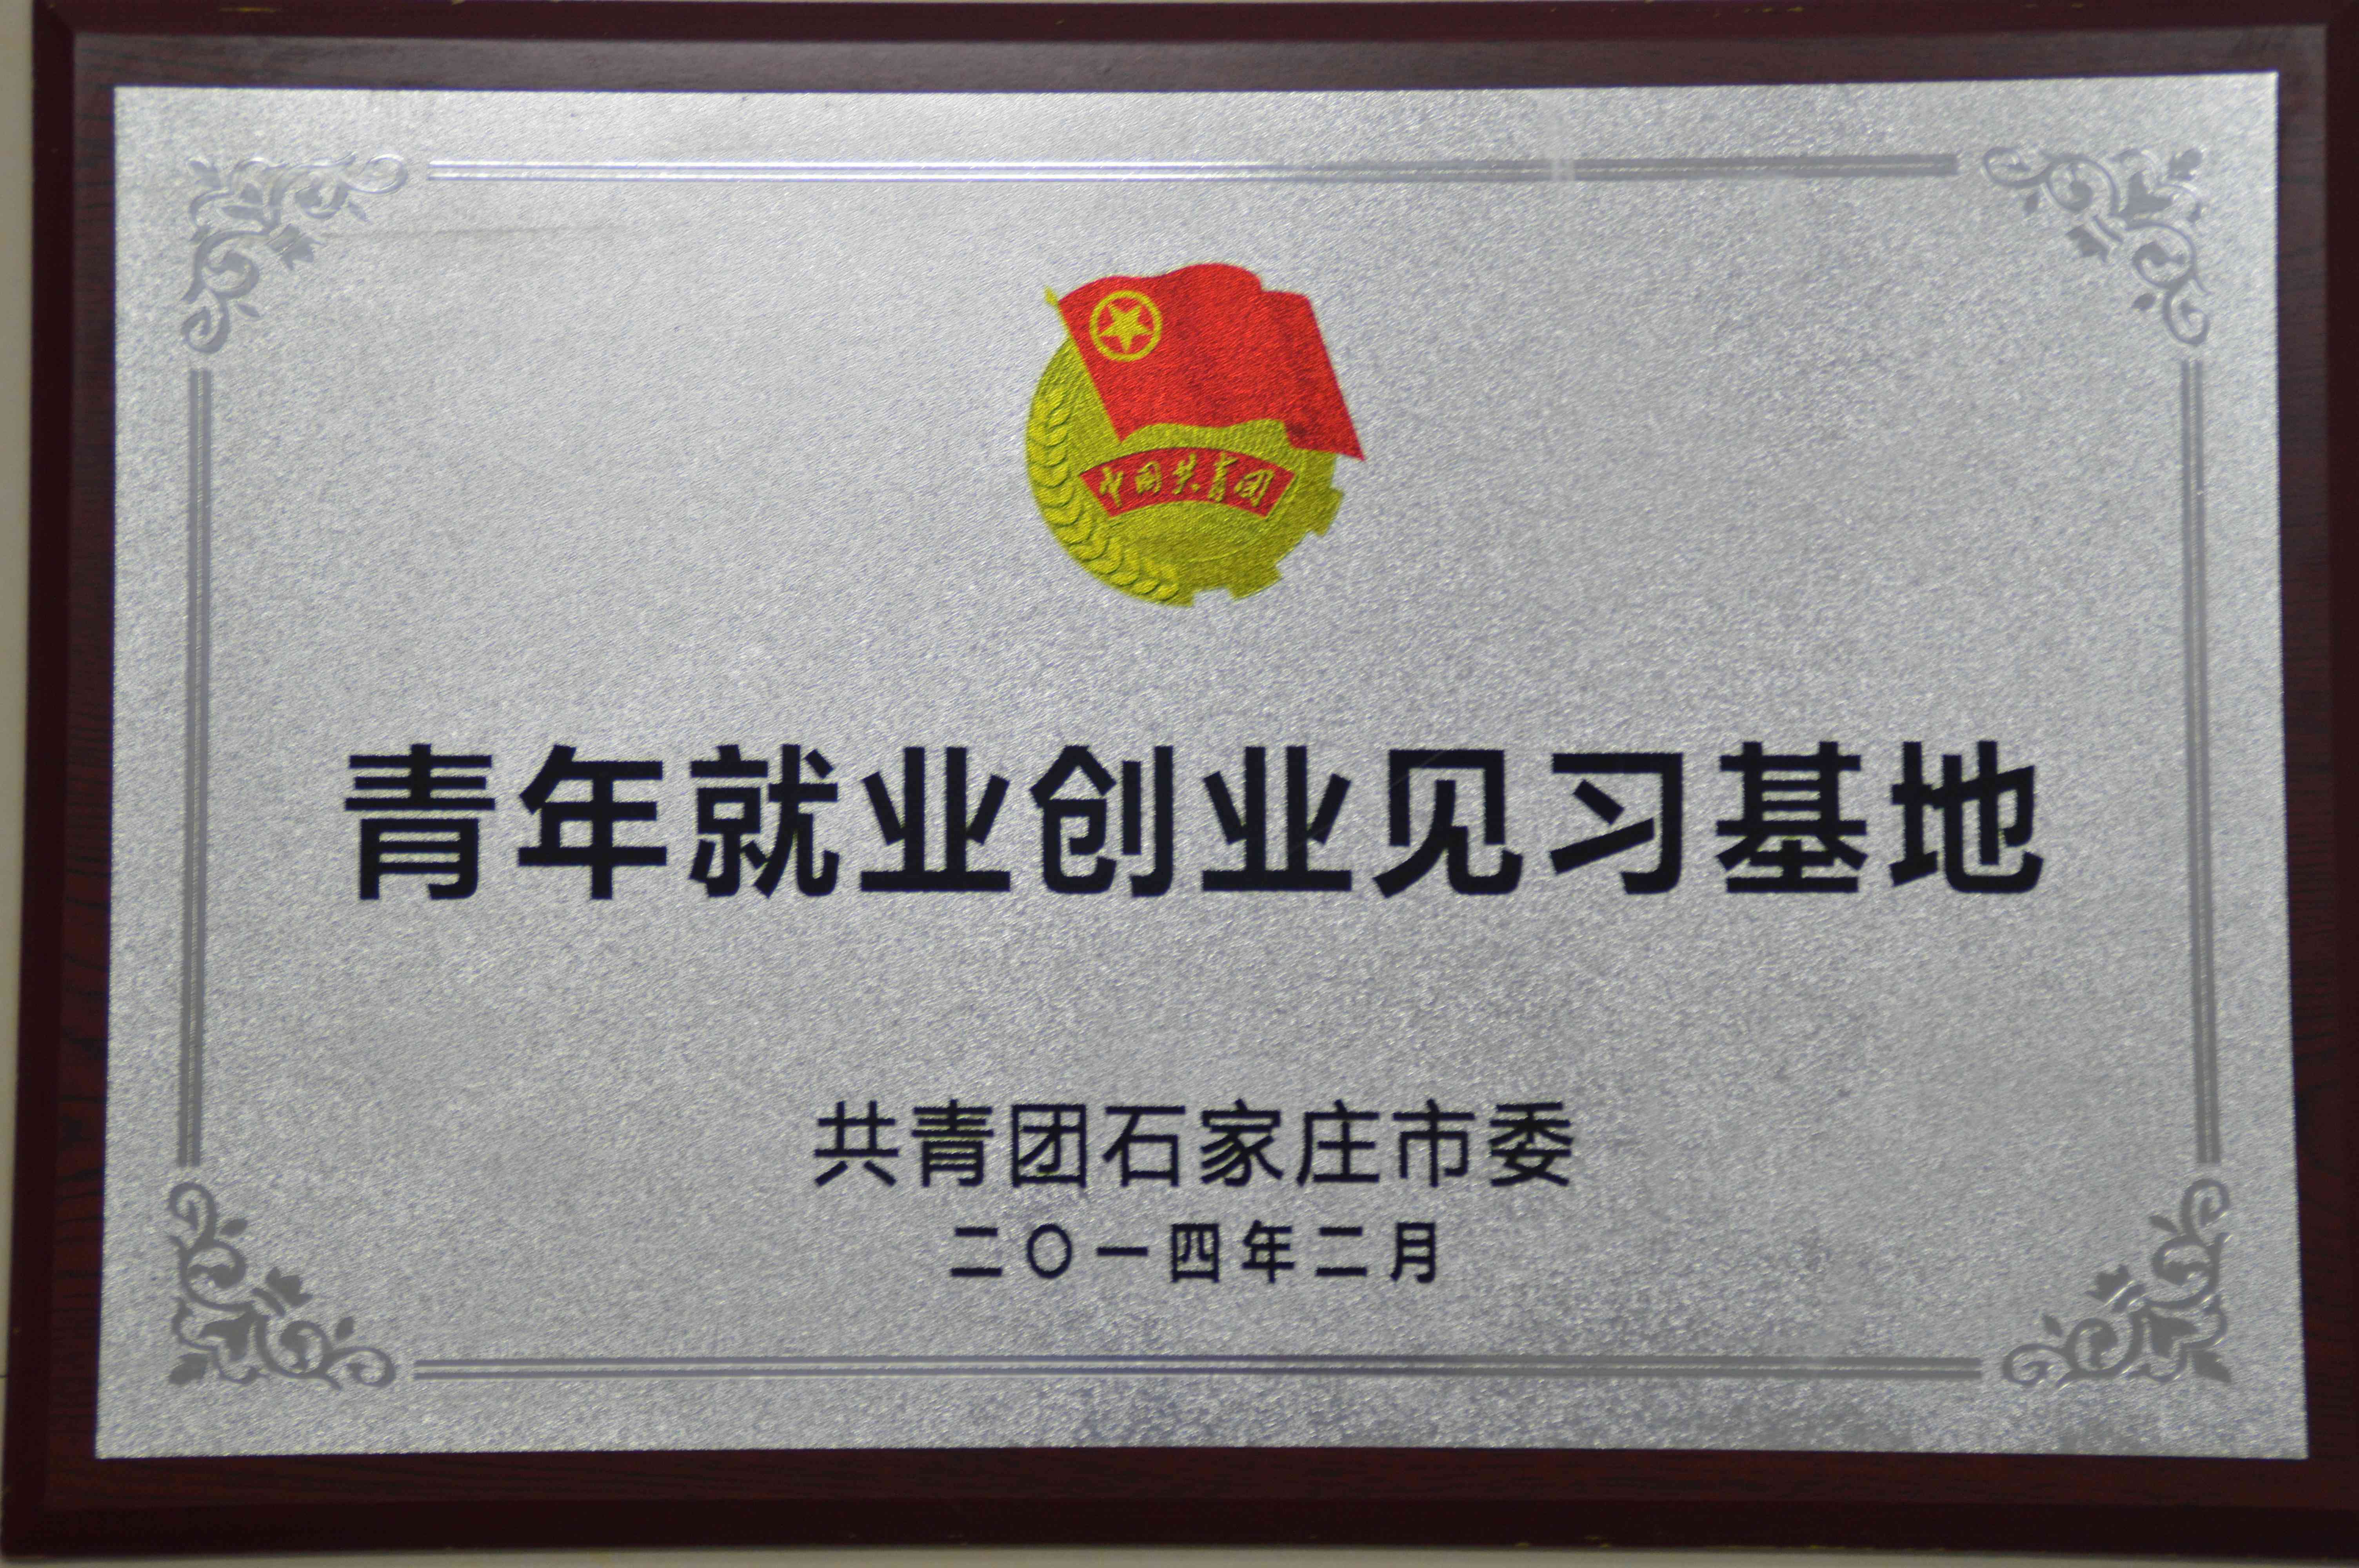 中国共青团
青年就业创业见习基地
共青团石家庄市委
二〇一四年二月